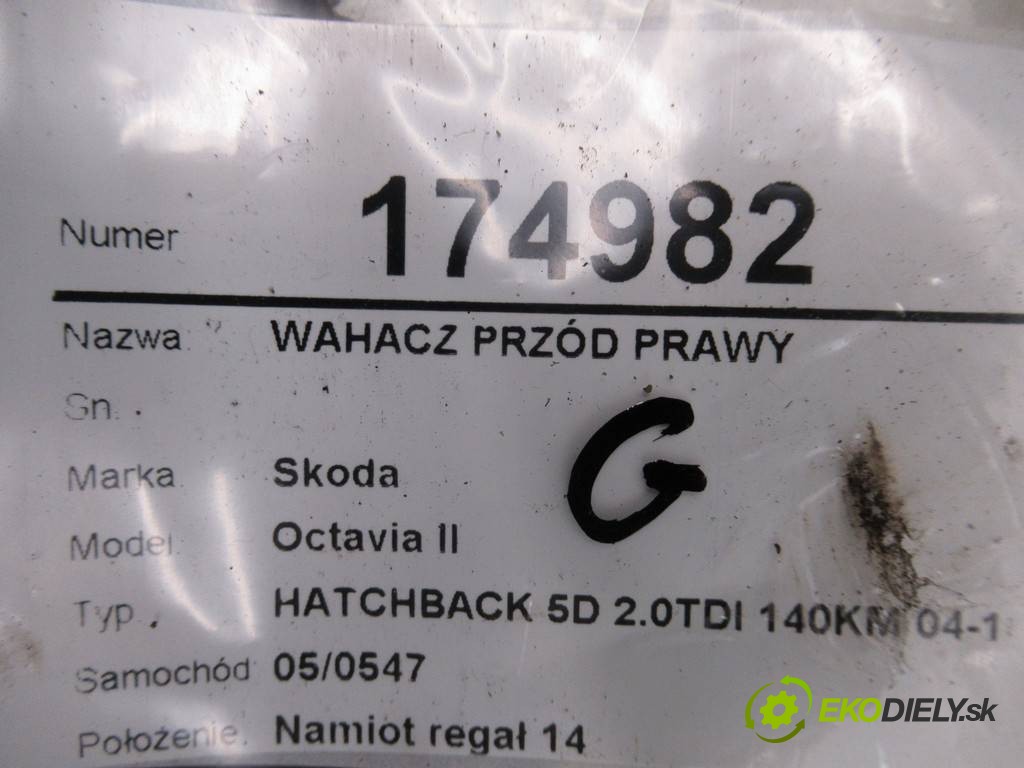 Numer 174982
Nazwa: WAHACZ PRZÓD PRAWY
Sn.:
G
Marka Skoda
Model Octavia II
Typ: HATCHBACK 5D 2.0TDI 140KM 04-1
Samochód 05/0547
Położenie: Namiot regał 14
EKODIELY.sk